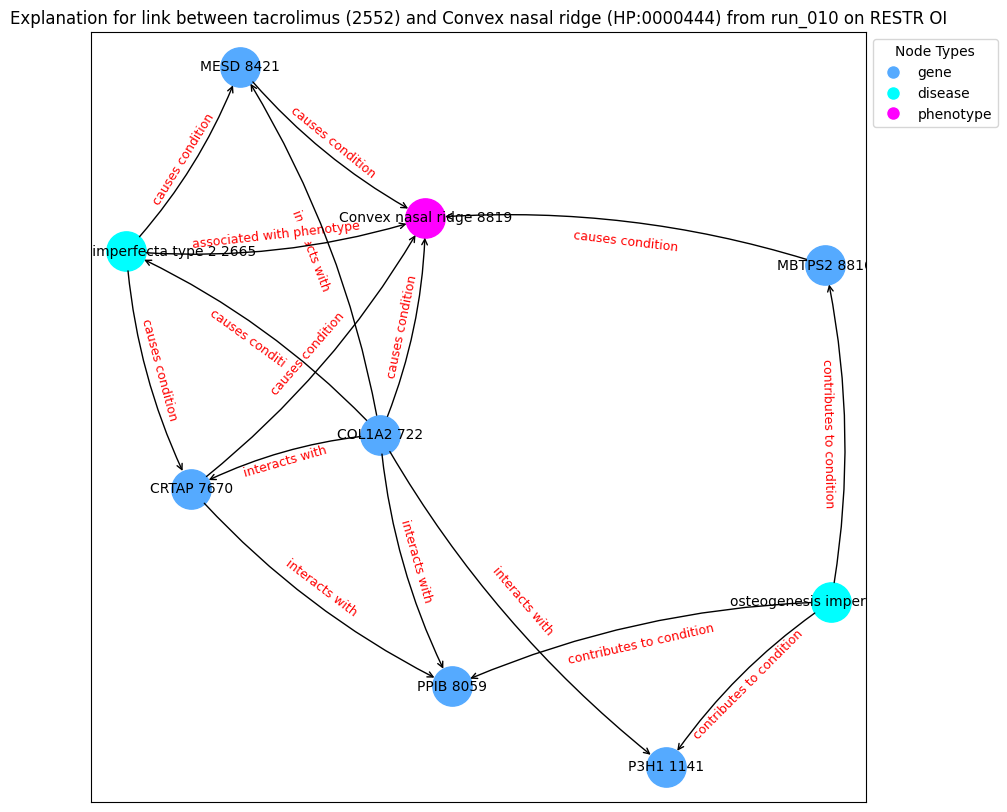 Explanation for link between tacrolimus (2552) and Convex nasal ridge (HP:0000444) from run_010 on RESTR OI
Node Types
gene
disease
phenotype
MESD 8421
causes condition
causes condition
Convex nasal ridge 8819
associated with phenotype
imperfecta type 2 2665
interacts with
causes condition
MBTPS2 881
causes condition
causes condition
causes conditi
causes condition
contributes to condition
COL1A2 722
interacts with
CRTAP 7670
interacts with
interacts with
interacts with
osteogenesis imper
contributes to condition
contributes to condition
PPIB 8059
P3H1 1141